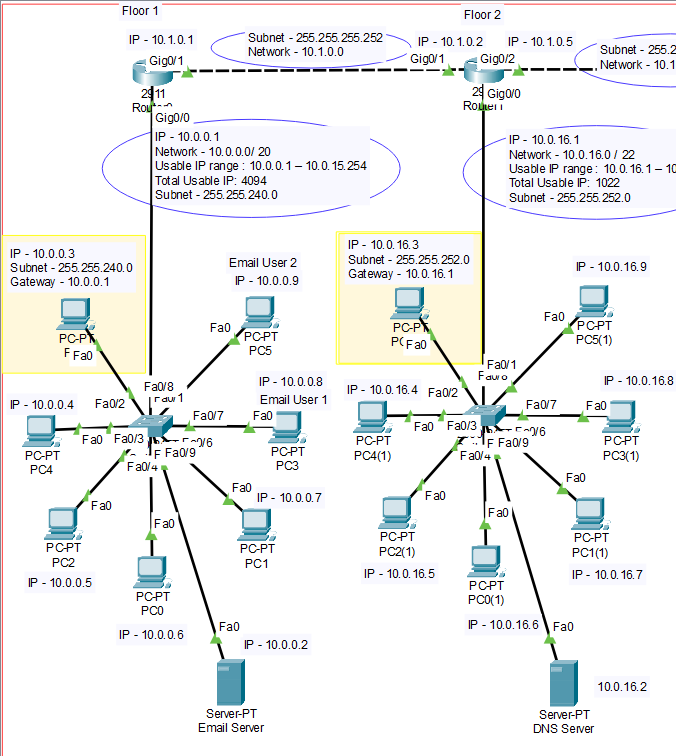 Floor 1
Floor 2
IP - 10.1.0.1
Subnet - 255.255.255.252
Network - 10.1.0.0
IP - 10.1.0.2
IP - 10.1.0.5
Subnet - 255.2
Network - 10.1
Gig0/1
Gig0/1
Gig0/2
2911
Gig0/0
Gig0/0
IP - 10.0.0.1
Network - 10.0.0.0/ 20
Usable IP range : 10.0.0.1 – 10.0.15.254
Total Usable IP: 4094
Subnet - 255.255.240.0
IP - 10.0.16.1
Network - 10.0.16.0 / 22
Usable IP range : 10.0.16.1 – 10
Total Usable IP: 1022
Subnet - 255.255.252.0
IP - 10.0.0.3
Subnet - 255.255.240.0
Gateway - 10.0.0.1
PC-PT
Fa0
Email User 2
IP - 10.0.0.9
Fa0
PC-PT
PC5
IP - 10.0.16.3
Subnet - 255.255.252.0
Gateway - 10.0.16.1
PC-PT
Fa0
IP - 10.0.16.9
Fa0
PC-PT
PC5(1)
IP - 10.0.0.4
Fa0/2
Fa0/8
Fa0/1
IP - 10.0.0.8
Email User 1
Fa0
Fa0/3
Fa0/7
Fa0
PC-PT
PC4
PC-PT
PC3
Fa0/4
Fa0/6
Fa0/9
IP - 10.0.16.4
Fa0/2
Fa0/1
Fa0/8
IP - 10.0.16.8
Fa0
Fa0/3
Fa0/7
Fa0
PC-PT
PC4(1)
PC-PT
PC3(1)
Fa0/4
Fa0/6
Fa0/9
Fa0
PC-PT
PC2
IP - 10.0.0.5
Fa0
PC-PT
PC0
IP - 10.0.0.6
Fa0
IP - 10.0.0.7
PC-PT
PC1
Fa0
PC-PT
PC2(1)
IP - 10.0.16.5
Fa0
PC-PT
PC0(1)
IP - 10.0.16.6
Fa0
PC-PT
PC1(1)
IP - 10.0.16.7
Fa0
IP - 10.0.0.2
Server-PT
Email Server
Fa0
10.0.16.2
Server-PT
DNS Server